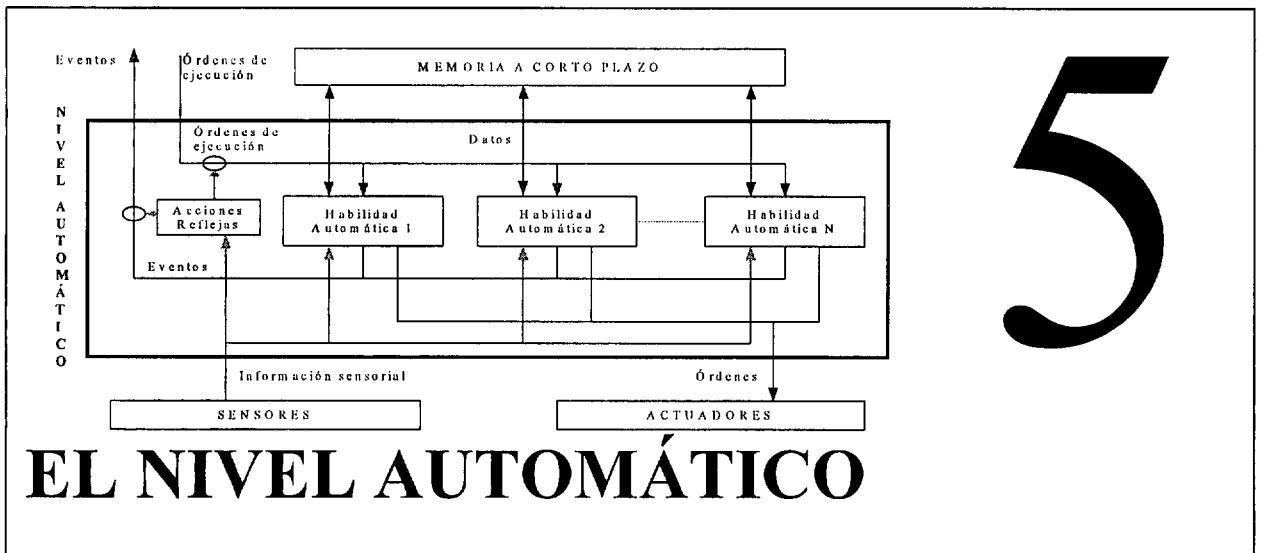 Eventos
Órdenes de
ejecución
MEMORIA A CORTO PLAZO
NIVEL AUTOMÁTICO
Órdenes de
ejecución
Datos
Acciones
Reflejas
Habilidad
Automática 1
Habilidad
Automática 2
Habilidad
Automática N
Eventos
Información sensorial
Órdenes
SENSORES
ACTUADORES
5
EL NIVEL AUTOMÁTICO